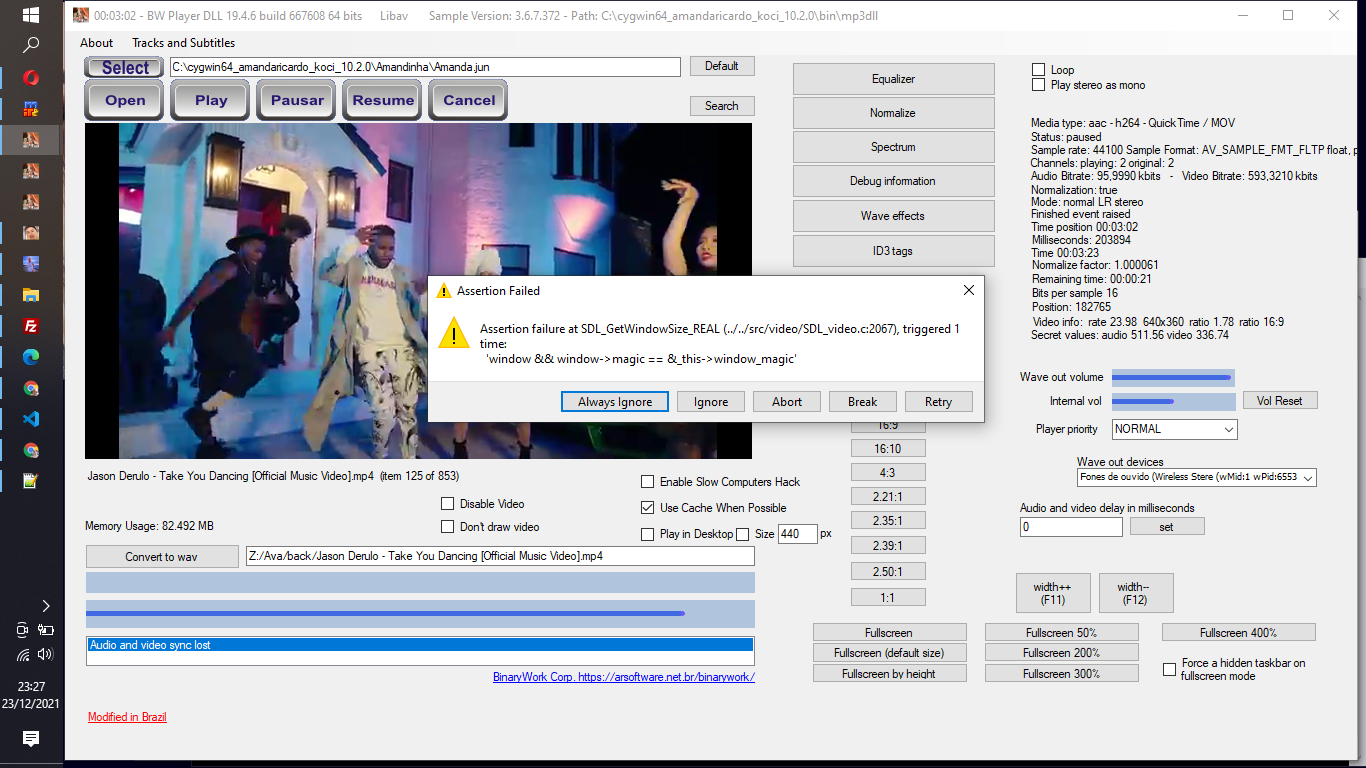 00:03:02 - BW Player DLL 19.4.6 build 667608 64 bits Libav Sample Version: 3.6.7.372 - Path: C:\cygwin64_amandaricardo_koci_10.2.0\bin\mp3dll
About Tracks and Subtitles
Select C:\cygwin64_amandaricardo_koci_10.2.0\Amandinha\Amanda.jun Default
Open Play Pausar Resume Cancel
Search
Equalizer
Normalize
Spectrum
Debug information
Wave effects
ID3 tags
Loop
Play stereo as mono
Media type: aac - h264 - QuickTime / MOV
Status: paused
Sample rate: 44100 Sample Format: AV_SAMPLE_FMT_FLTP float, p
Channels: playing: 2 original: 2
Audio Bitrate: 95,9990 kbits - Video Bitrate: 593,3210 kbits
Normalization: true
Mode: normal LR stereo
Finished event raised
Time position 00:03:02
Milliseconds: 203894
Time 00:03:23
Normalize factor: 1.000061
Remaining time: 00:00:21
Bits per sample 16
Position: 182765
Video info: rate 23.98 640x360 ratio 1.78 ratio 16:9
Secret values: audio 511.56 video 336.74
Assertion Failed
Assertion failure at SDL_GetWindowSize_REAL (../../src/video/SDL_video.c:2067), triggered 1
time:
'window && window->magic == &_this->window_magic'
Always Ignore Ignore Abort Break Retry
Wave out volume
Internal vol Vol Reset
Player priority NORMAL
Wave out devices
Fones de ouvido (Wireless Stere (wMid:1 wPid:6553
Audio and video delay in milliseconds
0 set
16:9
16:10
4:3
2.21:1
2.35:1
2.39:1
2.50:1
1:1
Jason Derulo - Take You Dancing [Official Music Video].mp4 (item 125 of 853)
Enable Slow Computers Hack
Disable Video Use Cache When Possible
Memory Usage: 82.492 MB Don't draw video Play in Desktop Size 440 px
Convert to wav Z:/Ava/back/Jason Derulo - Take You Dancing [Official Music Video].mp4
width++
(F11)
width--
(F12)
Audio and video sync lost
Fullscreen Fullscreen 50% Fullscreen 400%
Fullscreen (default size) Fullscreen 200%
Fullscreen by height Fullscreen 300%
Force a hidden taskbar on
fullscreen mode
BinaryWork Corp. https://arsoftware.net.br/binarywork/
Modified in Brazil
23:27
23/12/2021